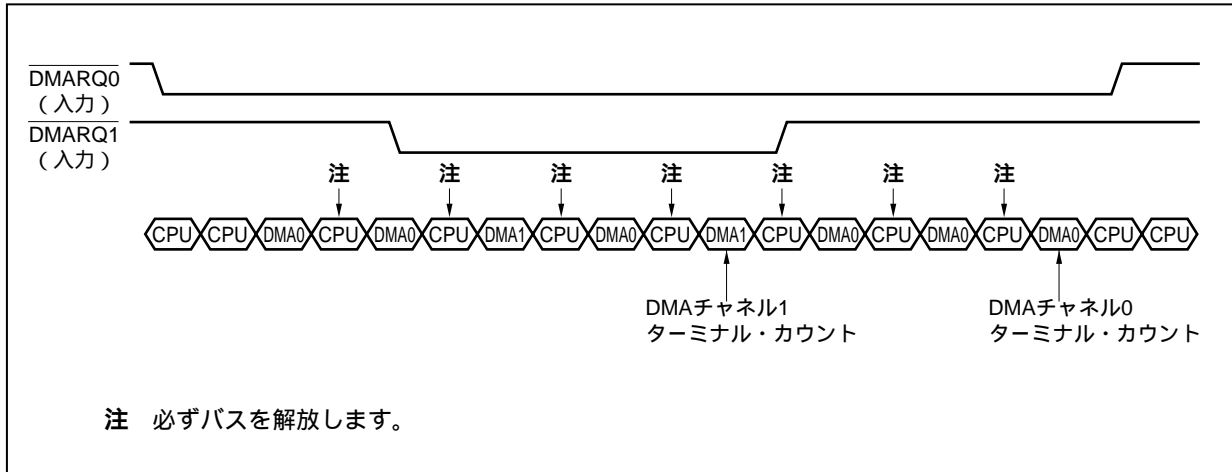 DMARQ0
（入力）
DMARQ1
（入力）
注 注 注 注 注 注 注
CPU CPU DMA0 CPU DMA0 CPU DMA1 CPU DMA0 CPU DMA1 CPU DMA0 CPU DMA0 CPU DMA0 CPU CPU
DMAチャネル1
ターミナル・カウント
DMAチャネル0
ターミナル・カウント
注 必ずバスを解放します。